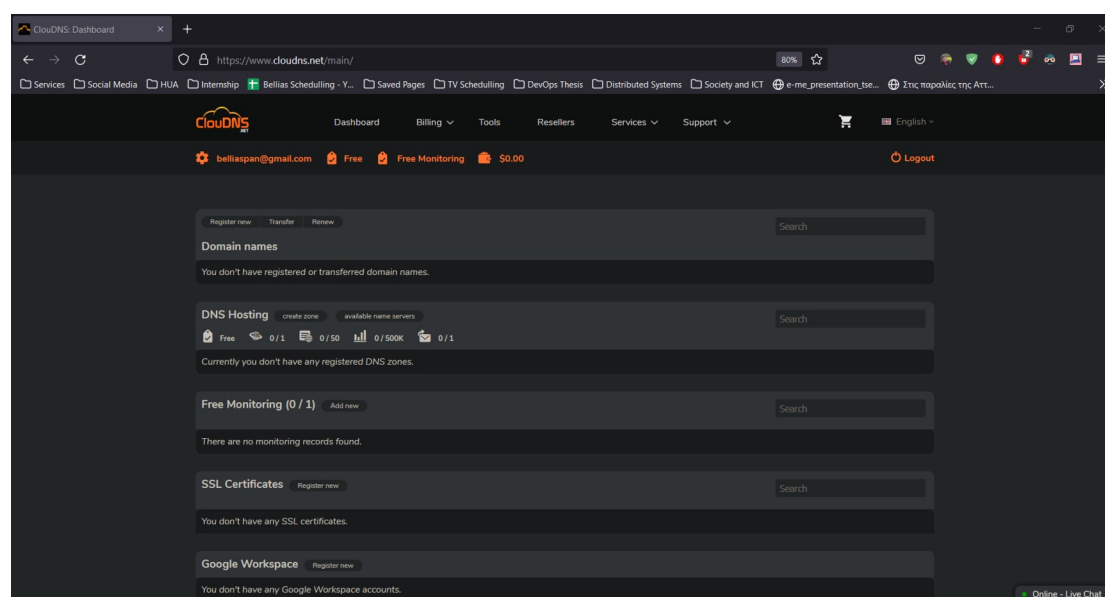 ClouDNS: Dashboard
https://www.cloudns.net/main/
80%
2
Services Social Media HUA Internship Bellias Schedulling - Y... Saved Pages TV Schedulling DevOps Thesis Distributed Systems Society and ICT e-me_presentation_tse... Στις παραλίες της Αττ...
ClouDNS .NET Dashboard Billing Tools Resellers Services Support English
belliaspan@gmail.com Free Free Monitoring $0.00 Logout
Register new Transfer Renew Search
Domain names
You don't have registered or transferred domain names.
DNS Hosting create zone available name servers Search
Free 0 / 1 0 / 50 0 / 500K 0 / 1
Currently you don't have any registered DNS zones.
Free Monitoring (0 / 1) Add new Search
There are no monitoring records found.
SSL Certificates Register new Search
You don't have any SSL certificates.
Google Workspace Register new
You don't have any Google Workspace accounts.
Online - Live Chat